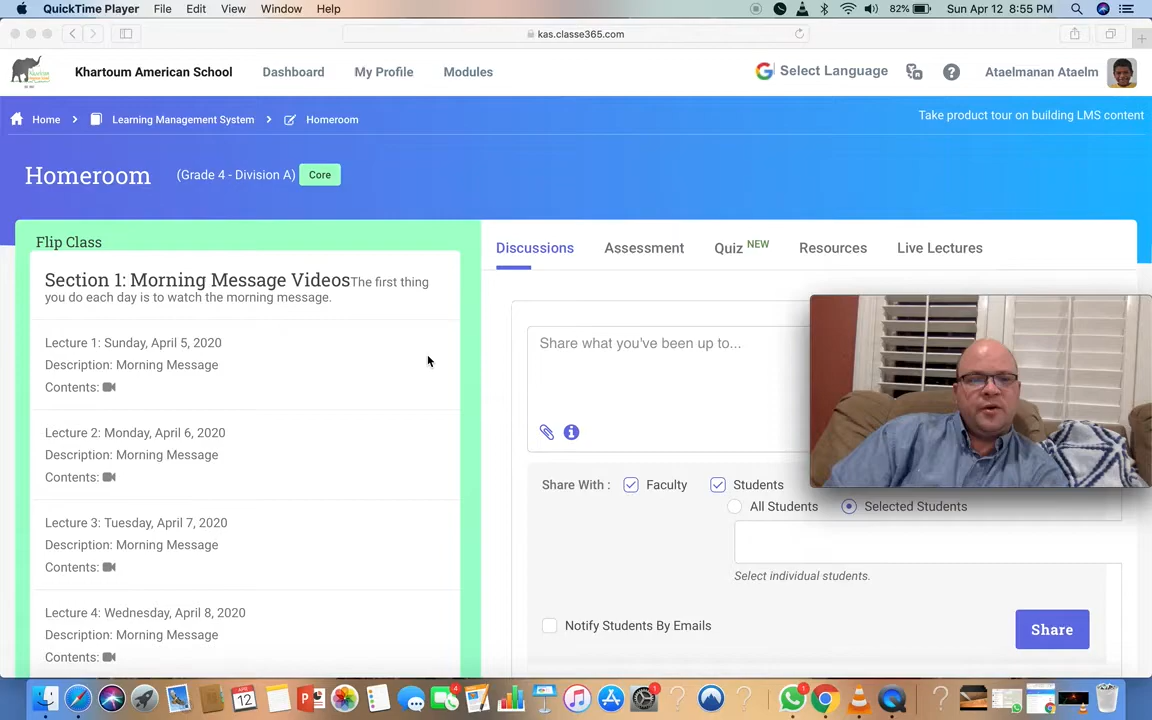 QuickTime Player File Edit View Window Help 82% Sun Apr 12 8:55 PM
kas.classe365.com
Khartoum American School Dashboard My Profile Modules Select Language Ataelmanan Ataelm
Home Learning Management System Homeroom Take product tour on building LMS content
Homeroom (Grade 4 - Division A) Core
Flip Class
Section 1: Morning Message Videos The first thing
you do each day is to watch the morning message.
Lecture 1: Sunday, April 5, 2020
Description: Morning Message
Contents:
Lecture 2: Monday, April 6, 2020
Description: Morning Message
Contents:
Lecture 3: Tuesday, April 7, 2020
Description: Morning Message
Contents:
Lecture 4: Wednesday, April 8, 2020
Description: Morning Message
Contents:
Discussions Assessment Quiz NEW Resources Live Lectures
Share what you've been up to...
Share With : Faculty Students
All Students Selected Students
Select individual students.
Notify Students By Emails Share